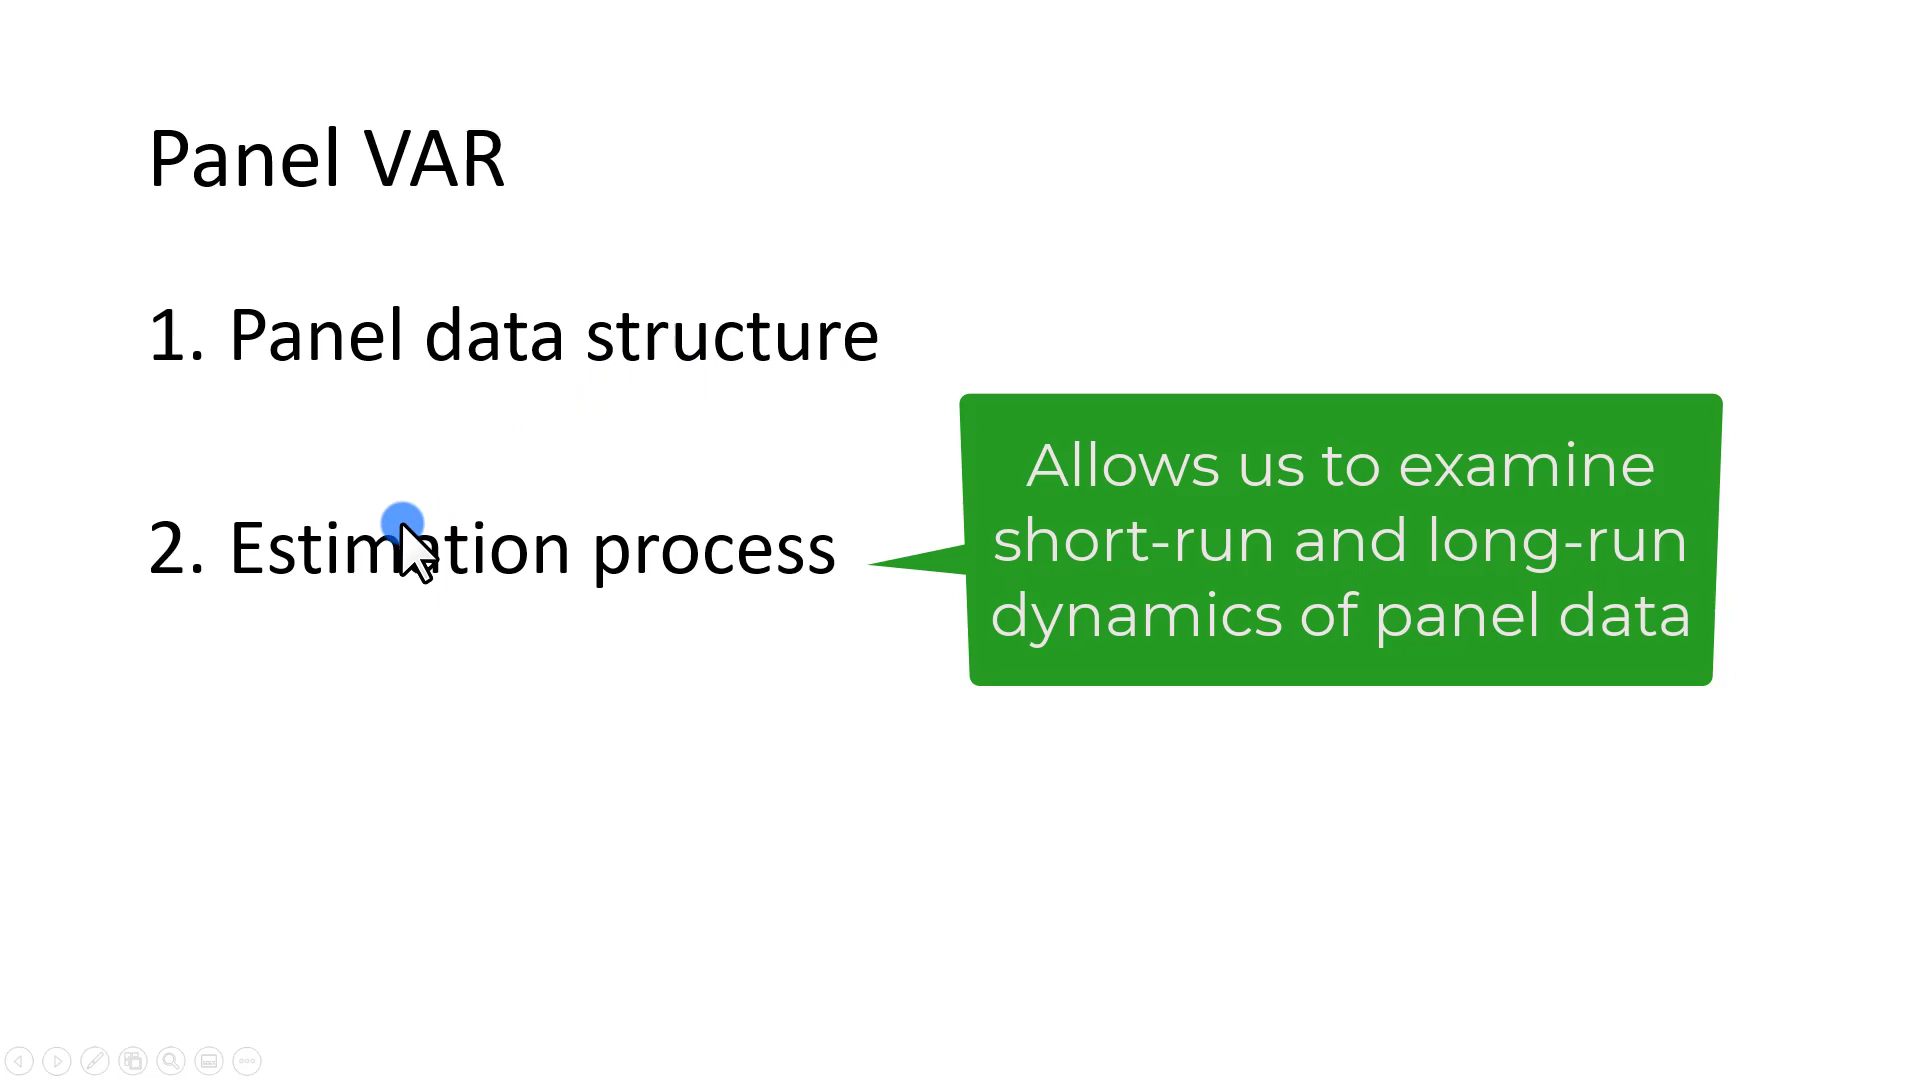 Panel VAR
1. Panel data structure
2. Estimation process
Allows us to examine
short-run and long-run
dynamics of panel data